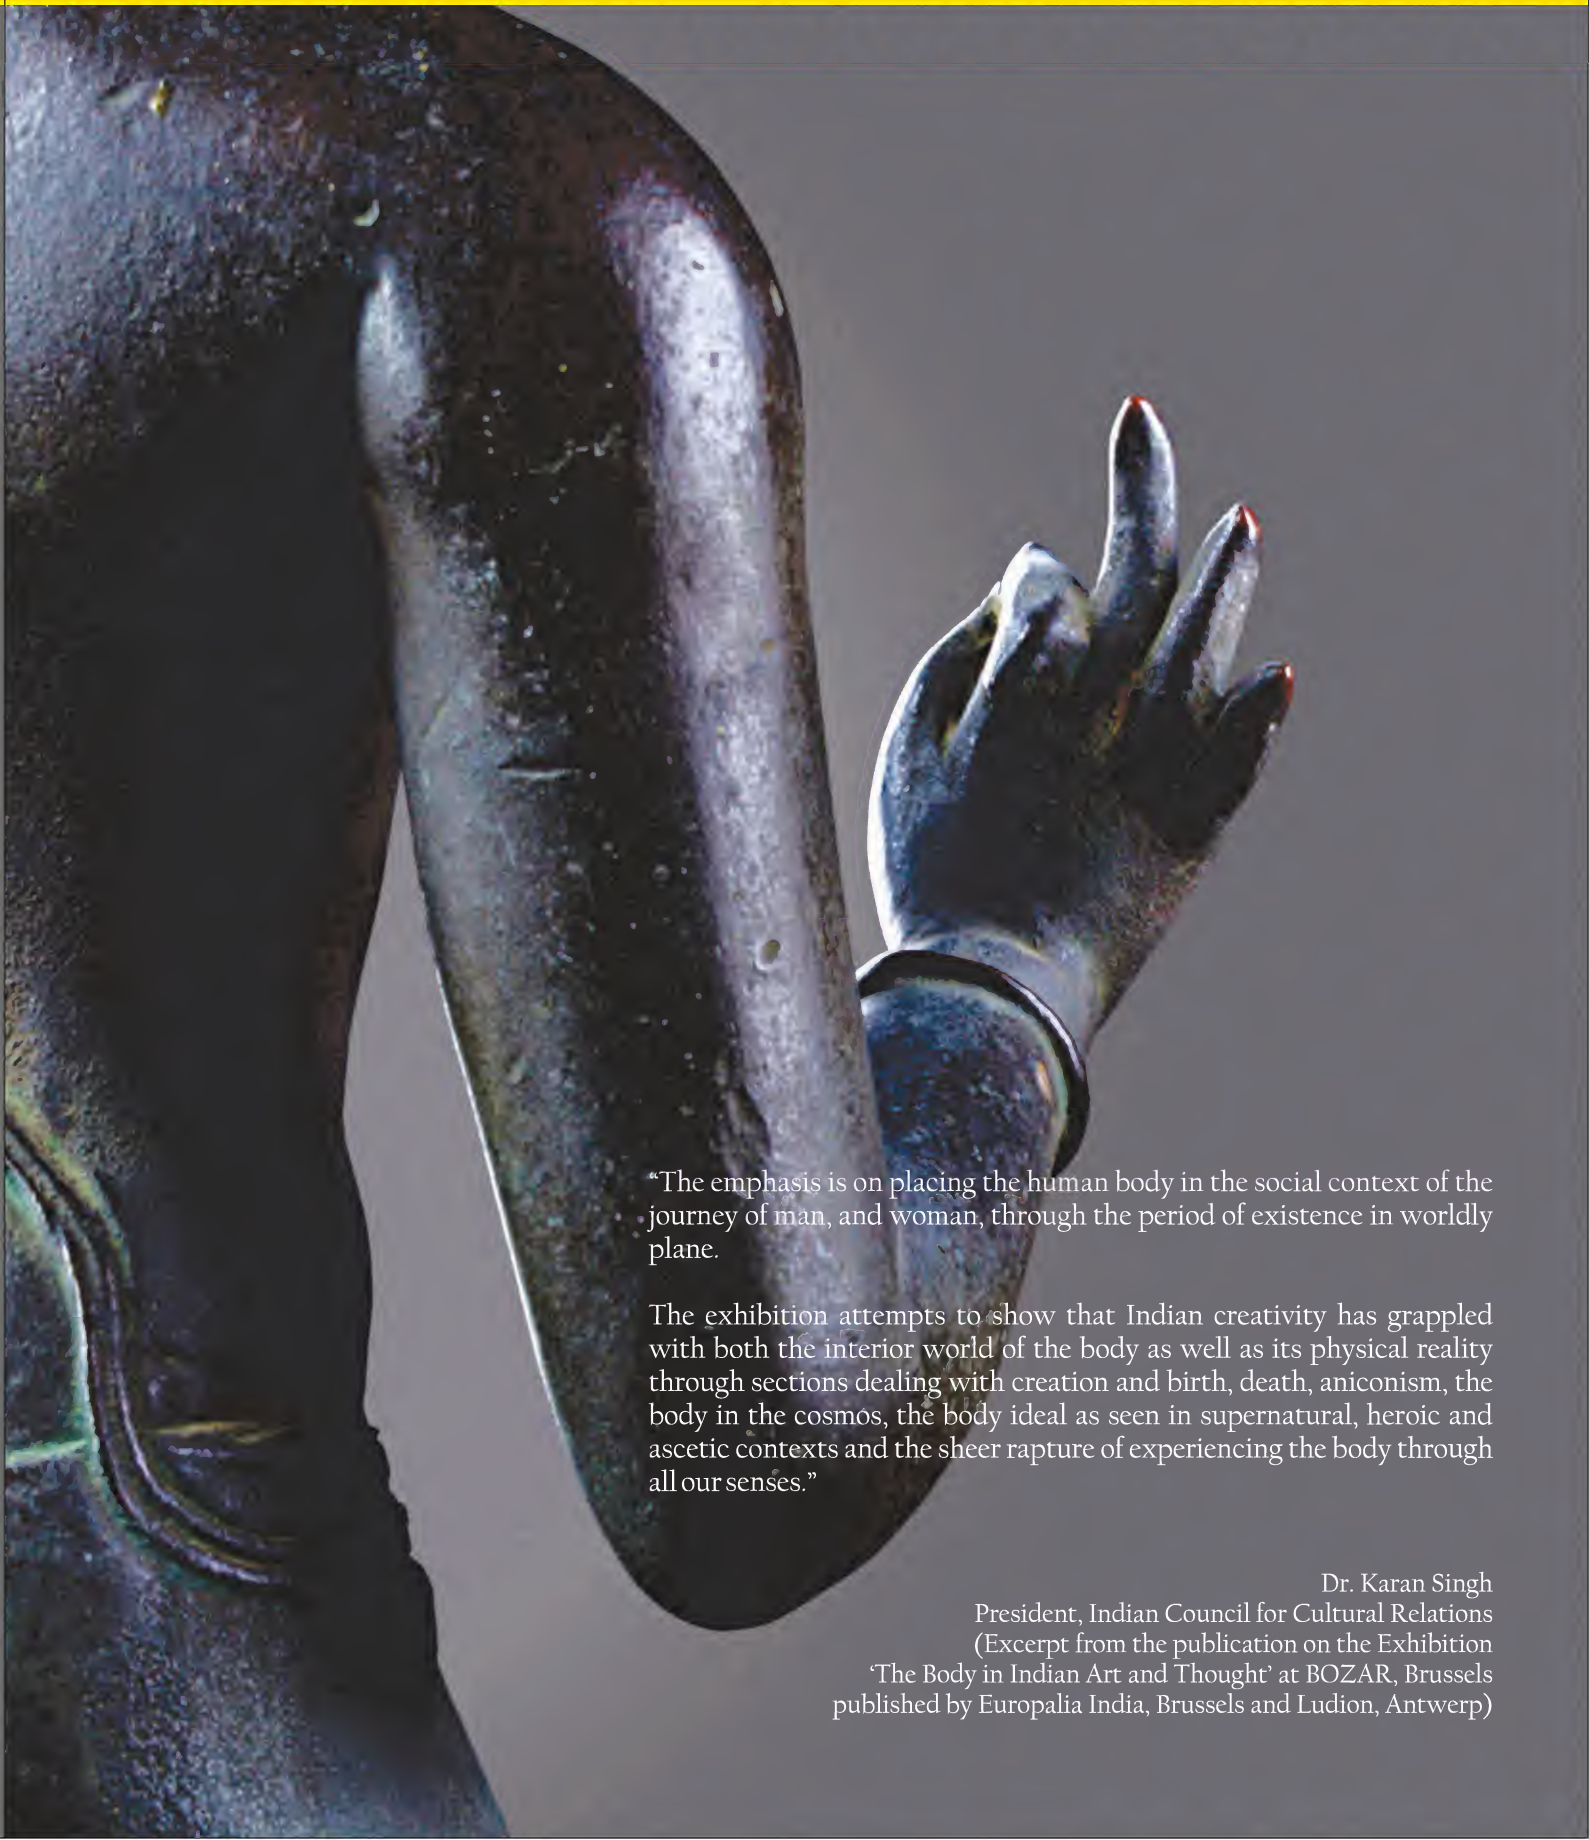 “The emphasis is on placing the human body in the social context of the
journey of man, and woman, through the period of existence in worldly
plane.
The exhibition attempts to show that Indian creativity has grappled
with both the interior world of the body as well as its physical reality
through sections dealing with creation and birth, death, aniconism, the
body in the cosmos, the body ideal as seen in supernatural, heroic and
ascetic contexts and the sheer rapture of experiencing the body through
all our senses.”
Dr. Karan Singh
President, Indian Council for Cultural Relations
(Excerpt from the publication on the Exhibition
‘The Body in Indian Art and Thought’ at BOZAR, Brussels
published by Europalia India, Brussels and Ludion, Antwerp)